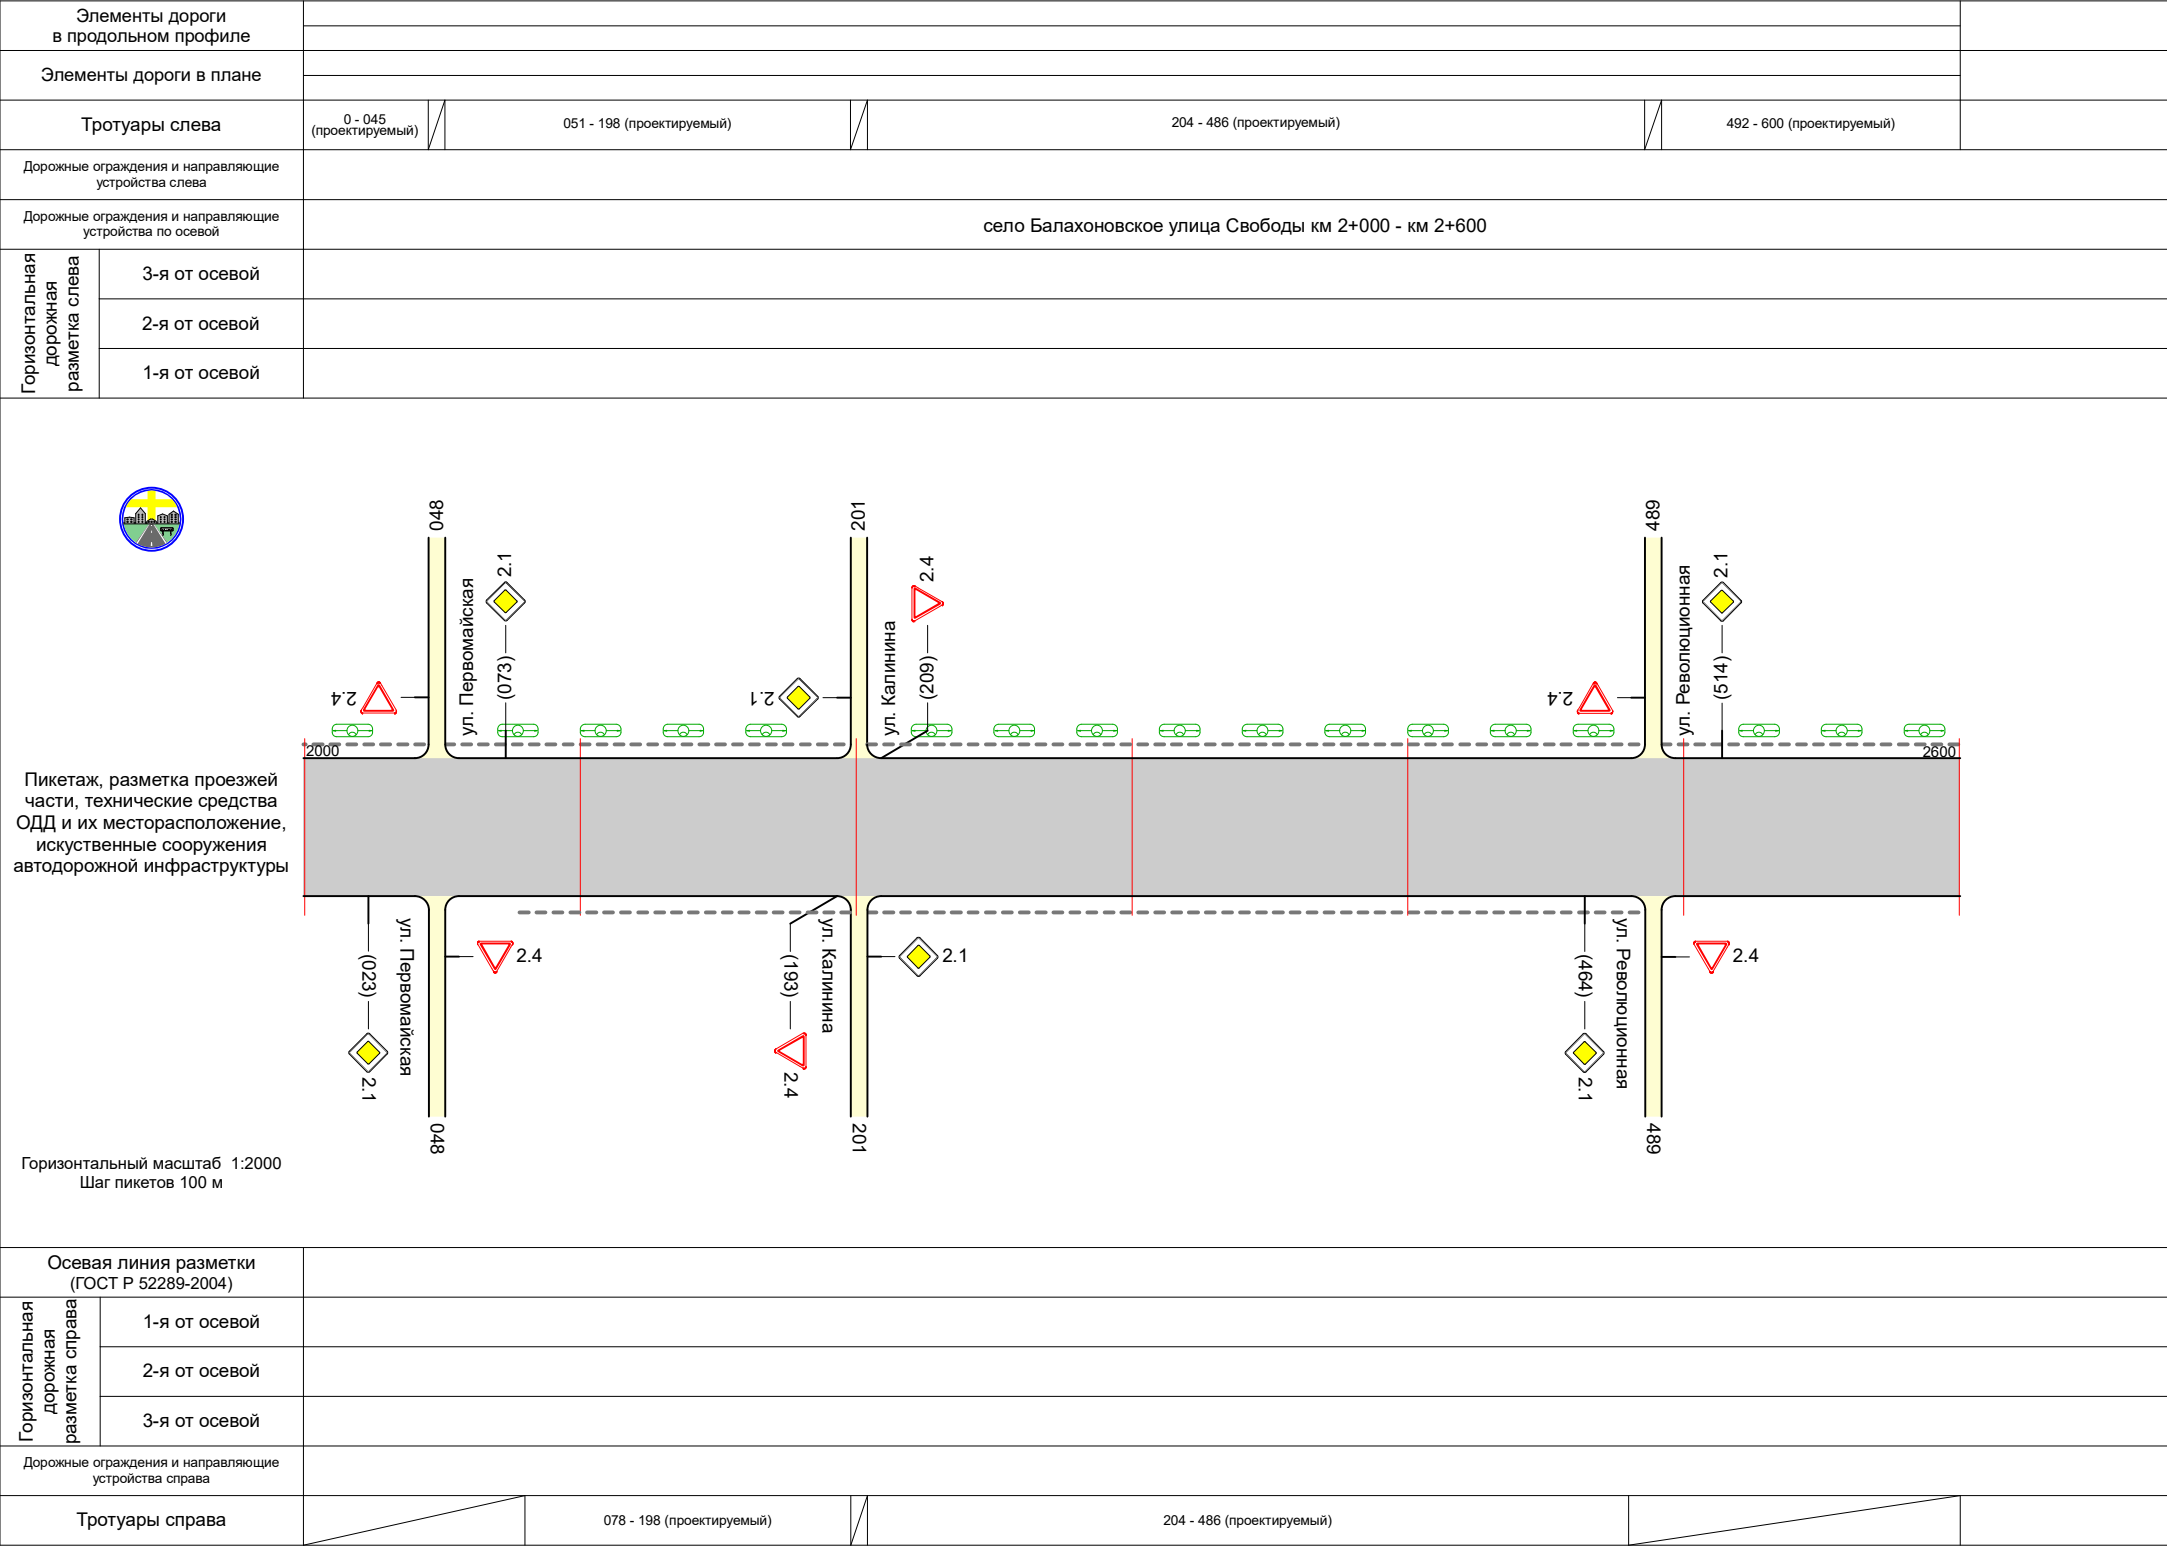 Элементы дороги
в продольном профиле
Элементы дороги в плане
Тротуары слева
0 - 045
(проектируемый)
051 - 198 (проектируемый)
204 - 486 (проектируемый)
492 - 600 (проектируемый)
Дорожные ограждения и направляющие
устройства слева
Дорожные ограждения и направляющие
устройства по осевой
село Балахоновское улица Свободы км 2+000 - км 2+600
Горизонтальная
дорожная
разметка слева
3-я от осевой
2-я от осевой
1-я от осевой
048
201
489
2.1
2.4
2.1
ул. Первомайская
ул. Калинина
ул. Революционная
(073)
(209)
(514)
2.4
2.1
2.4
2000
2600
Пикетаж, разметка проезжей
части, технические средства
ОДД и их месторасположение,
искуственные сооружения
автодорожной инфраструктуры
(023)
ул. Первомайская
2.4
(193)
ул. Калинина
2.1
(464)
ул. Революционная
2.4
2.1
2.4
2.1
048
201
489
Горизонтальный масштаб 1:2000
Шаг пикетов 100 м
Осевая линия разметки
(ГОСТ Р 52289-2004)
Горизонтальная
дорожная
разметка справа
1-я от осевой
2-я от осевой
3-я от осевой
Дорожные ограждения и направляющие
устройства справа
Тротуары справа
078 - 198 (проектируемый)
204 - 486 (проектируемый)